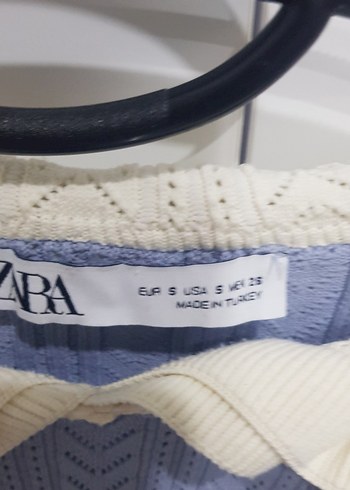 ZARA
EUR S USA S MEX 26
MADE IN TURKEY